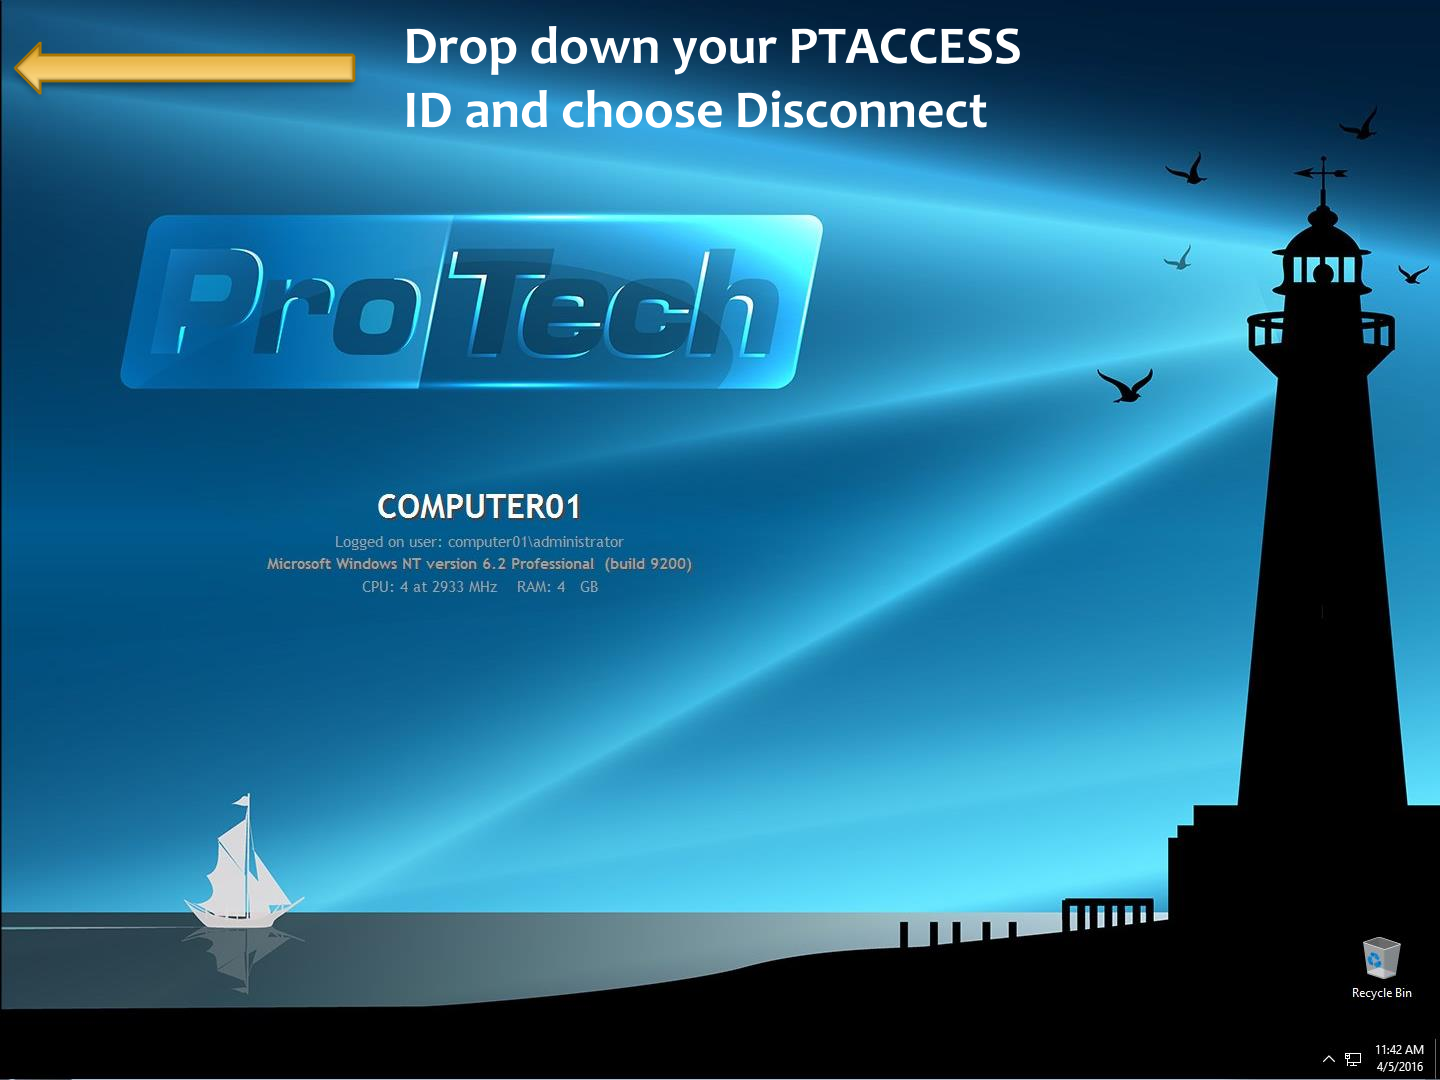 Drop down your PTACCESS
ID and choose Disconnect
ProTech
COMPUTER01
Logged on user: computer01\administrator
Microsoft Windows NT version 6.2 Professional  (build 9200)
CPU: 4 at 2933 MHz    RAM: 4   GB
Recycle Bin
11:42 AM
4/5/2016